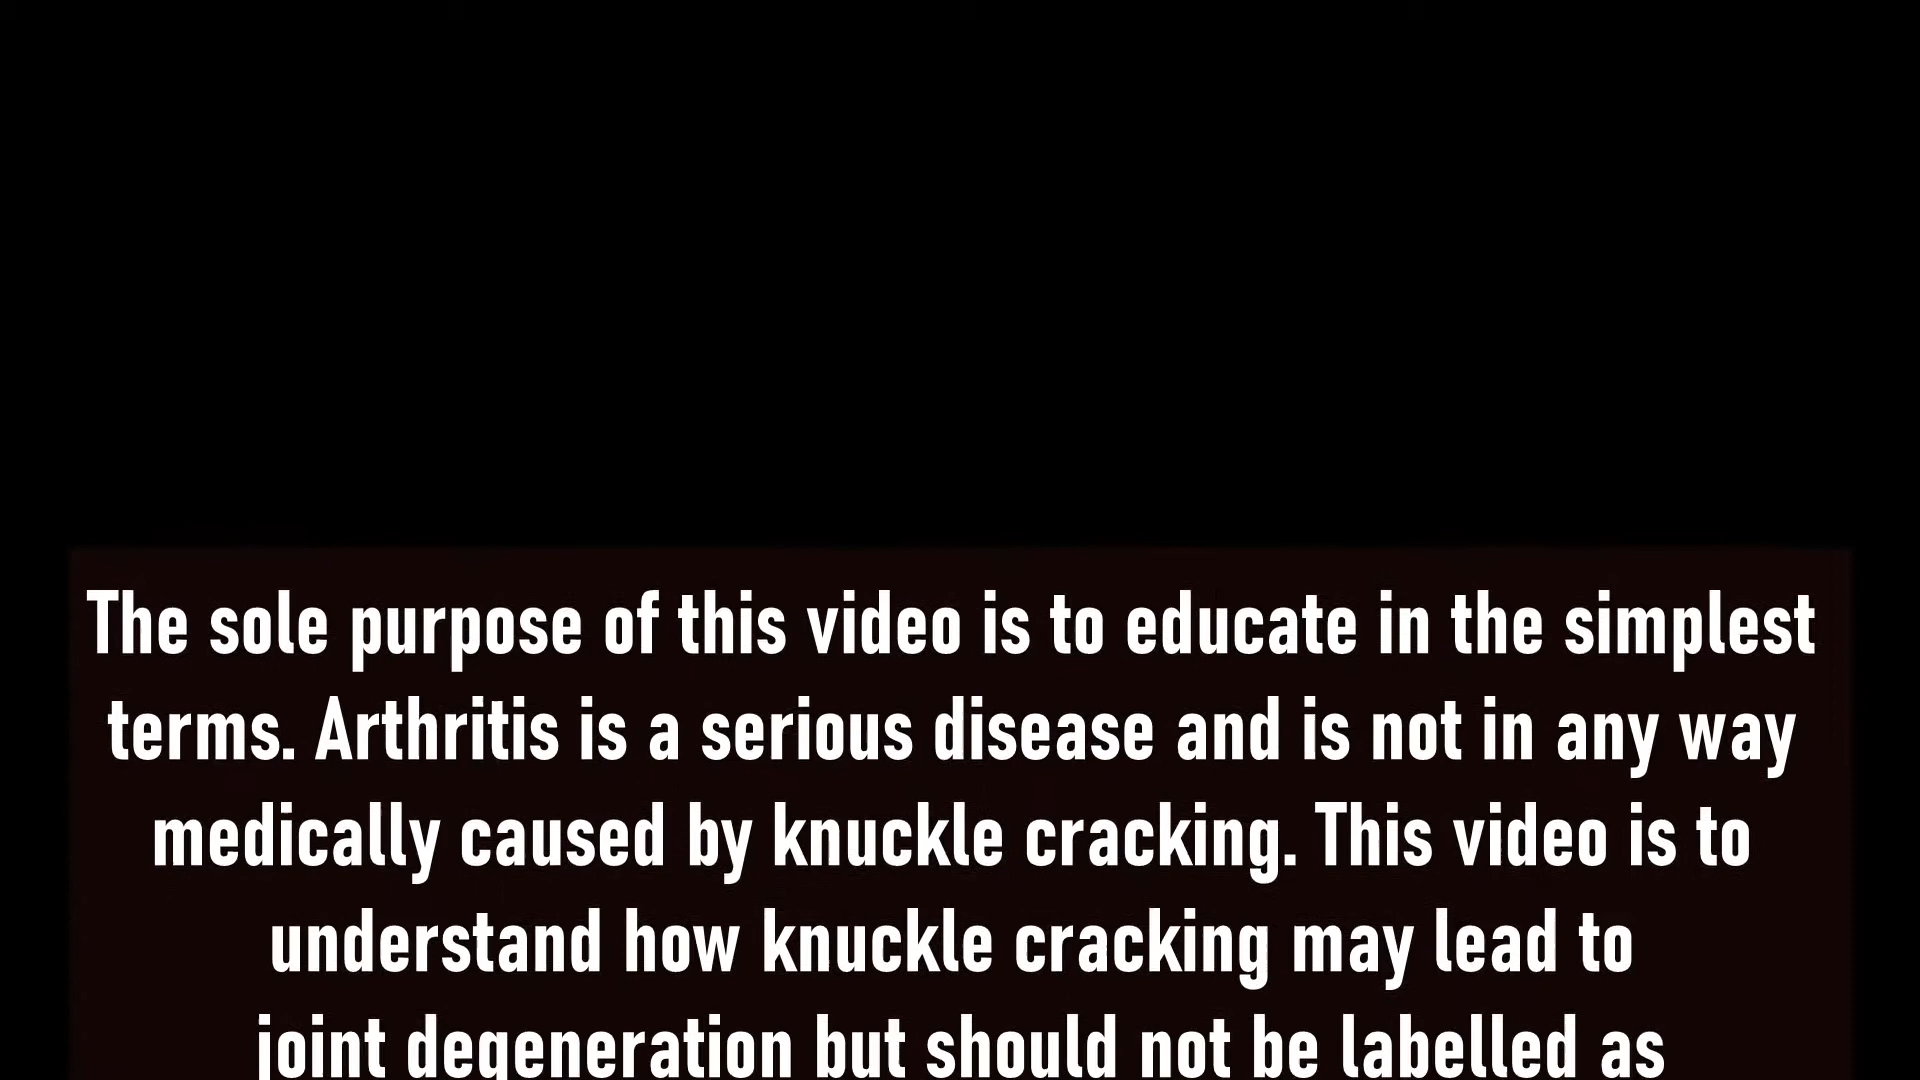 The sole purpose of this video is to educate in the simplest
terms. Arthritis is a serious disease and is not in any way
medically caused by knuckle cracking. This video is to
understand how knuckle cracking may lead to
joint degeneration but should not be labelled as